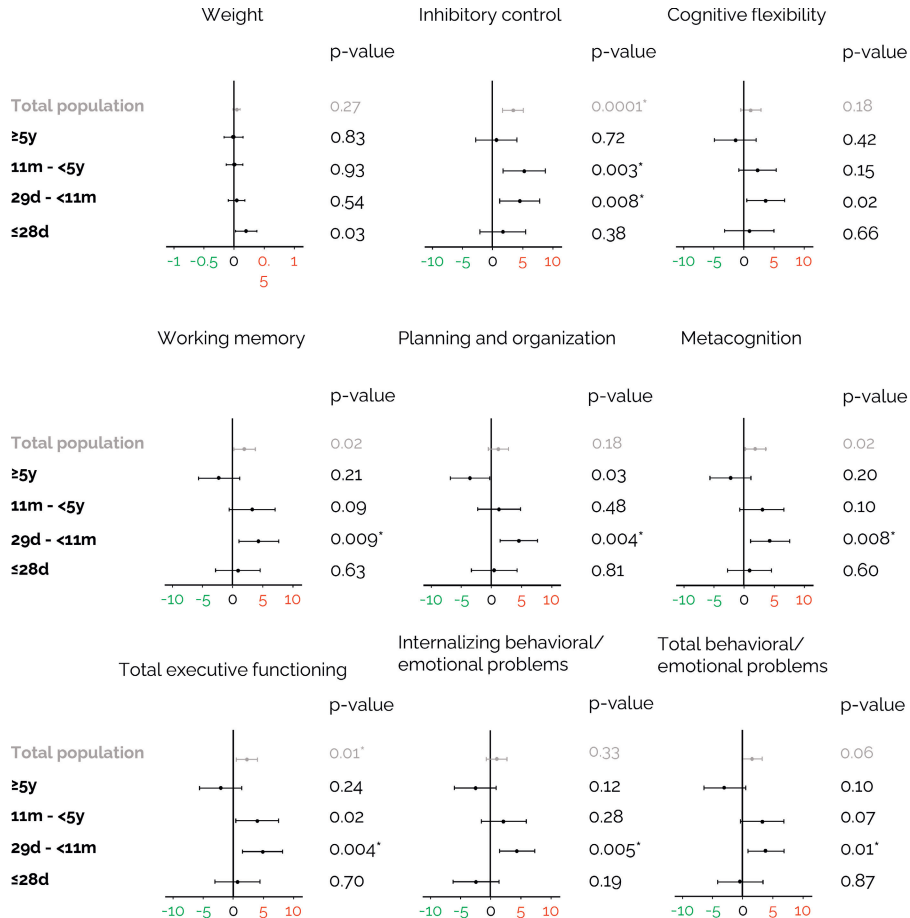 Weight Inhibitory control Cognitive flexibility
p-value p-value p-value
Total population 0.27 0.0001* 0.18
≥5y 0.83 0.72 0.42
11m - <5y 0.93 0.003* 0.15
29d - <11m 0.54 0.008* 0.02
≤28d 0.03 0.38 0.66
-1 -0.5 0 0. 1 -10 -5 0 5 10 -10 -5 0 5 10
5
Working memory Planning and organization Metacognition
p-value p-value p-value
Total population 0.02 0.18 0.02
≥5y 0.21 0.03 0.20
11m - <5y 0.09 0.48 0.10
29d - <11m 0.009* 0.004* 0.008*
≤28d 0.63 0.81 0.60
-10 -5 0 5 10 -10 -5 0 5 10 -10 -5 0 5 10
Internalizing behavioral/ Total behavioral/
Total executive functioning emotional problems emotional problems
p-value p-value p-value
Total population 0.01* 0.33 0.06
≥5y 0.24 0.12 0.10
11m - <5y 0.02 0.28 0.07
29d - <11m 0.004* 0.005* 0.01*
≤28d 0.70 0.19 0.87
-10 -5 0 5 10 -10 -5 0 5 10 -10 -5 0 5 10